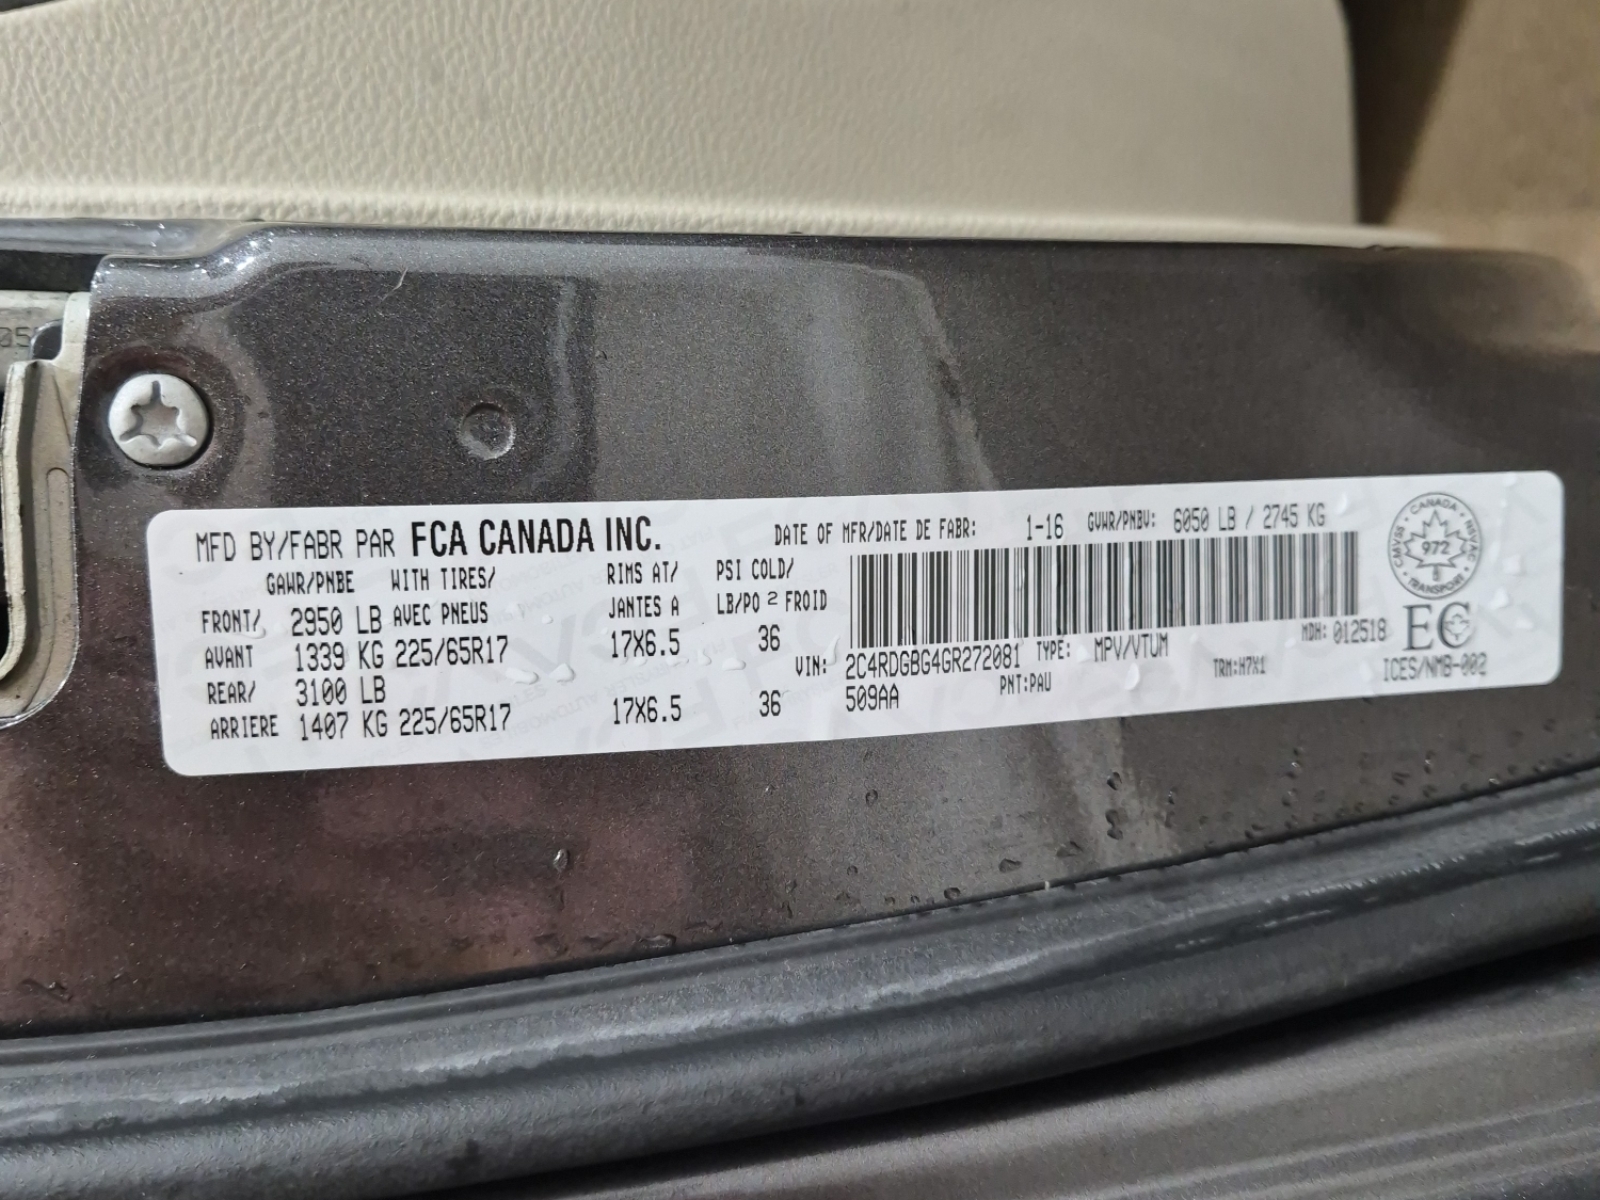 MFD BY/FABR PAR FCA CANADA INC. DATE OF MFR/DATE DE FABR: 1-16 GVWR/PNBV: 6050 LB / 2745 KG
GAWR/PNBE WITH TIRES/ RIMS AT/ PSI COLD/
FRONT/ 2950 LB AVEC PNEUS JANTES A LB/PO 2 FROID
AVANT 1339 KG 225/65R17 17X6.5 36
REAR/ 3100 LB
ARRIERE 1407 KG 225/65R17 17X6.5 36
VIN: 2C4RDGBG4GR272081 TYPE: MPV/VTUM MDH: 012518
509AA PNT:PAU TRM:H7X1
CANADA
CMVSS NSVAC
972
TRANSPORT
EC
ICES/NMB-002